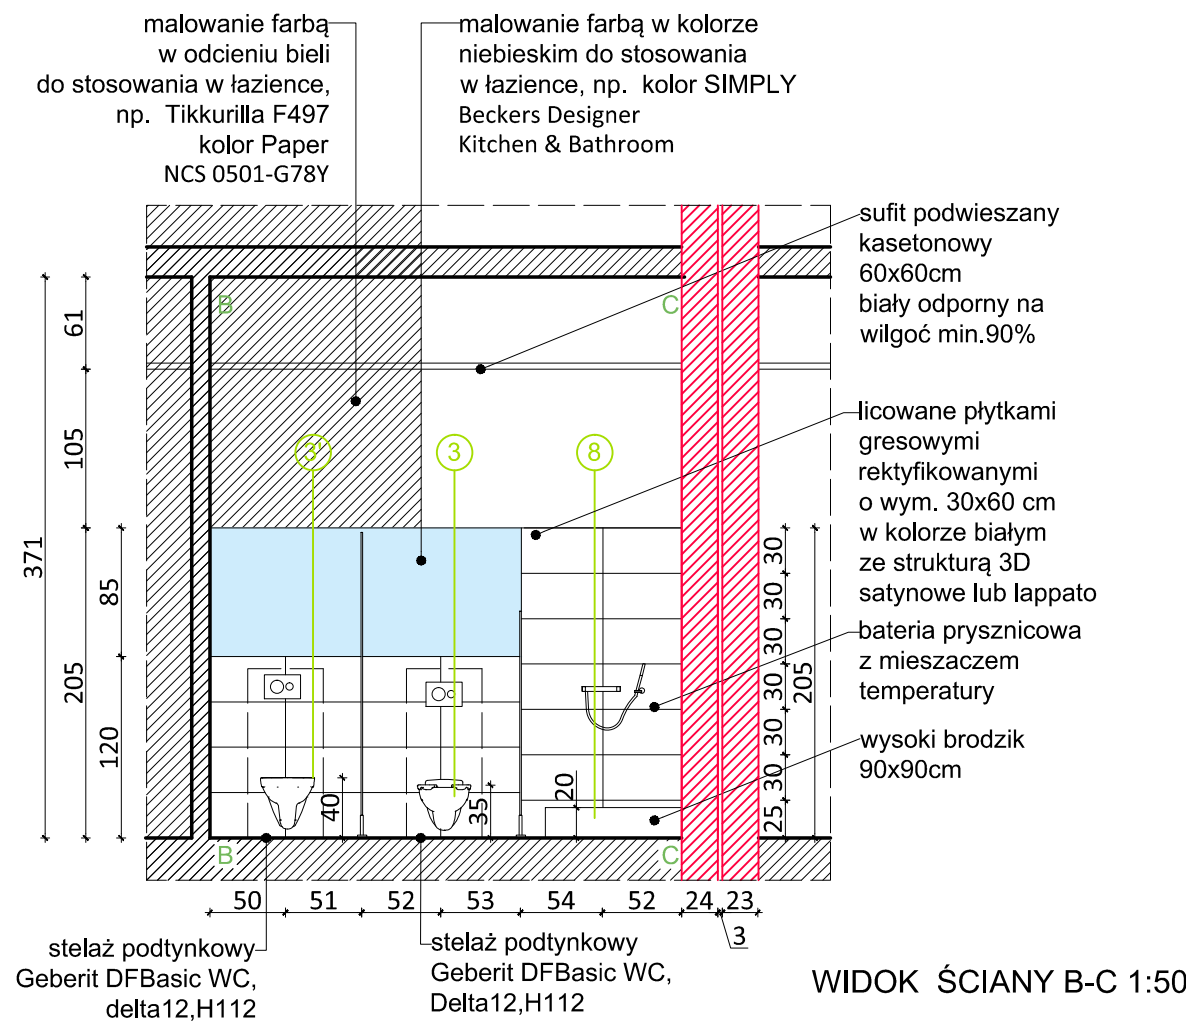 malowanie farbą
w odcieniu bieli
do stosowania w łazience,
np. Tikkurilla F497
kolor Paper
NCS 0501-G78Y
malowanie farbą w kolorze
niebieskim do stosowania
w łazience, np. kolor SIMPLY
Beckers Designer
Kitchen & Bathroom
sufit podwieszany
kasetonowy
60x60cm
biały odporny na
wilgoć min.90%
licowane płytkami
gresowymi
rektyfikowanymi
o wym. 30x60 cm
w kolorze białym
ze strukturą 3D
satynowe lub lappato
bateria prysznicowa
z mieszaczem
temperatury
wysoki brodzik
90x90cm
B
C
3'
3
8
371
61
105
205
85
120
40
35
20
30
30
30
30
30
30
25
205
B
C
50
51
52
53
54
52
24
23
3
stelaż podtynkowy
Geberit DFBasic WC,
delta12,H112
stelaż podtynkowy
Geberit DFBasic WC,
Delta12,H112
WIDOK ŚCIANY B-C 1:50